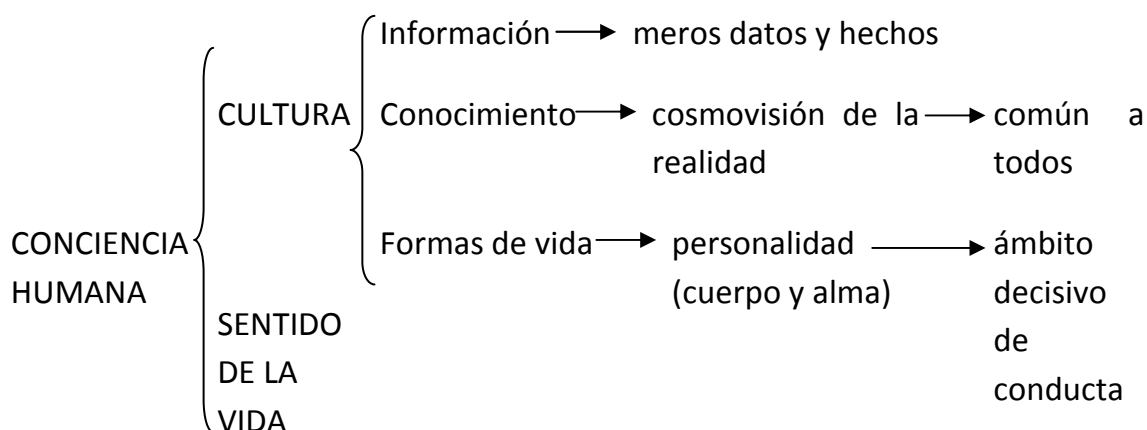 Información → meros datos y hechos
CULTURA Conocimiento → cosmovisión de la → común a
realidad todos
CONCIENCIA Formas de vida → personalidad → ámbito
HUMANA (cuerpo y alma) decisivo
SENTIDO de
DE LA conducta
VIDA